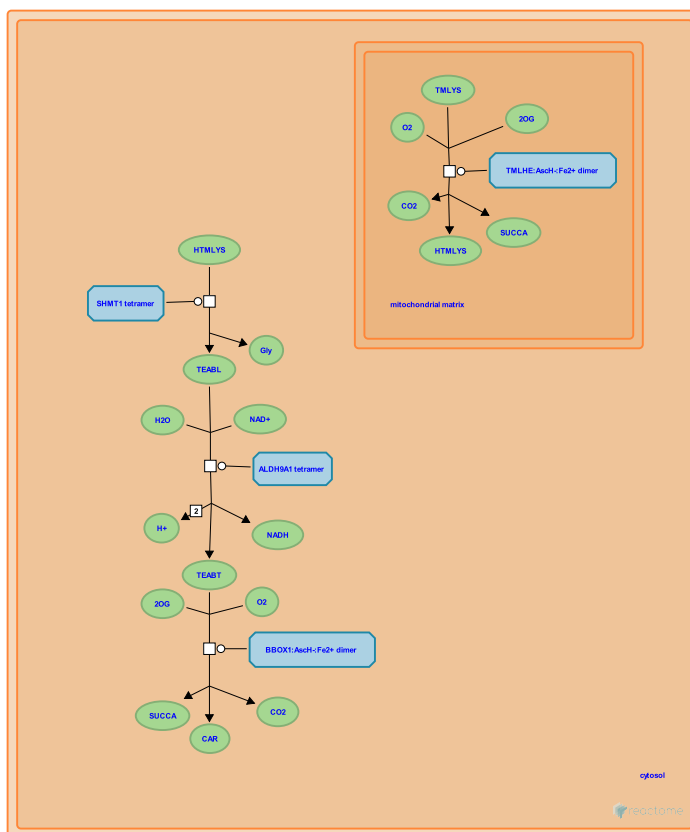 TMLYS
O2
2OG
TMLHE:AscH-:Fe2+ dimer
CO2
SUCCA
HTMLYS
mitochondrial matrix
HTMLYS
SHMT1 tetramer
Gly
TEABL
H2O
NAD+
ALDH9A1 tetramer
2
H+
NADH
TEABT
2OG
O2
BBOX1:AscH-:Fe2+ dimer
SUCCA
CO2
CAR
cytosol
reactome